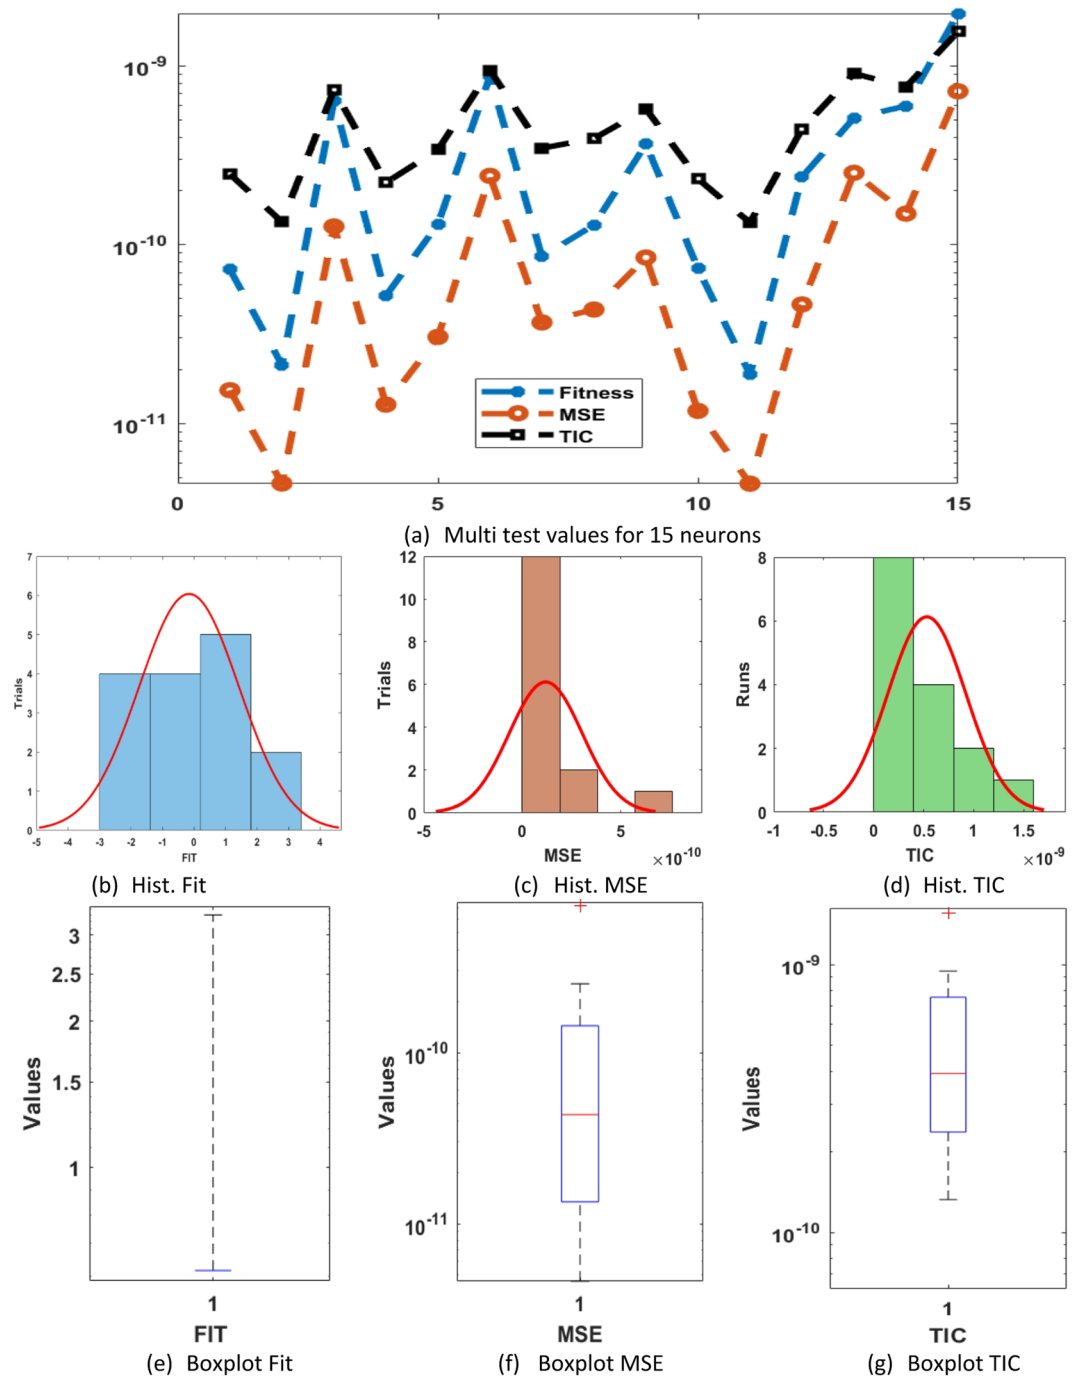 10-9
10-10
10-11
Fitness
MSE
TIC
0 5 10 15
(a) Multi test values for 15 neurons
7
6
5
4
3
2
1
0
Trials
-5 -4 -3 -2 -1 0 1 2 3 4
FIT
(b) Hist. Fit
12
10
8
6
4
2
0
Trials
-5 0 5
MSE ×10-10
(c) Hist. MSE
8
6
4
2
0
Runs
-1 -0.5 0 0.5 1 1.5
TIC ×10-9
(d) Hist. TIC
3
2.5
2
1.5
1
Values
1
FIT
(e) Boxplot Fit
10-10
10-11
Values
1
MSE
(f) Boxplot MSE
10-9
10-10
Values
1
TIC
(g) Boxplot TIC